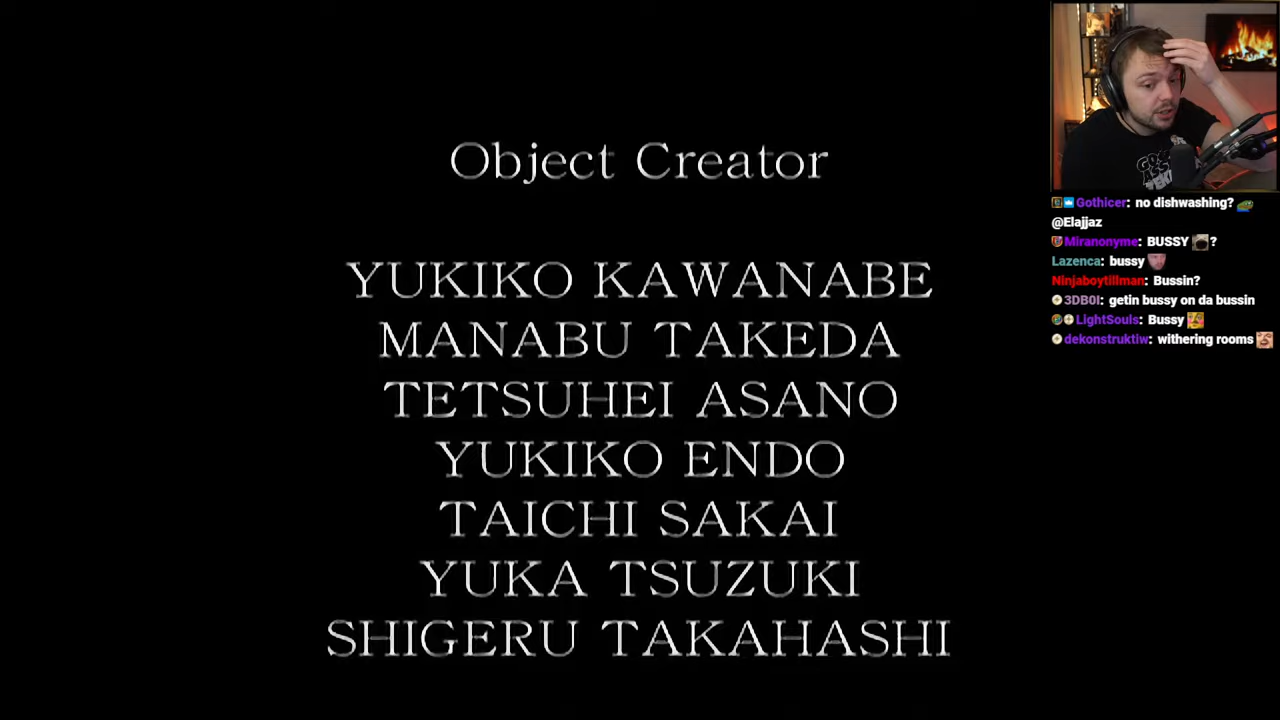 Object Creator
YUKIKO KAWANABE
MANABU TAKEDA
TETSUHEI ASANO
YUKIKO ENDO
TAICHI SAKAI
YUKA TSUZUKI
SHIGERU TAKAHASHI
Gothicer: no dishwashing?
@Elajjaz
Miranonyme: BUSSY ?
Lazenca: bussy
Ninjaboytillman: Bussin?
3DB0I: getin bussy on da bussin
LightSouls: Bussy
dekonstruktiw: withering rooms